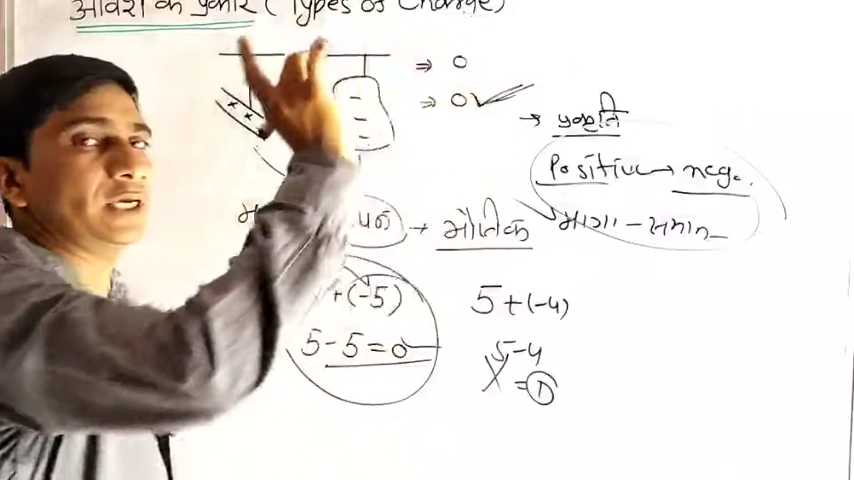 आवेश के प्रकार ( Types of Charge)
⇒ 0
⇒ 0 ✓
→ प्रकृति
Positive → neg.
→ भौतिक
मात्रा - समान
+(-5)
5+(-4)
5-5=0
5-4
=1